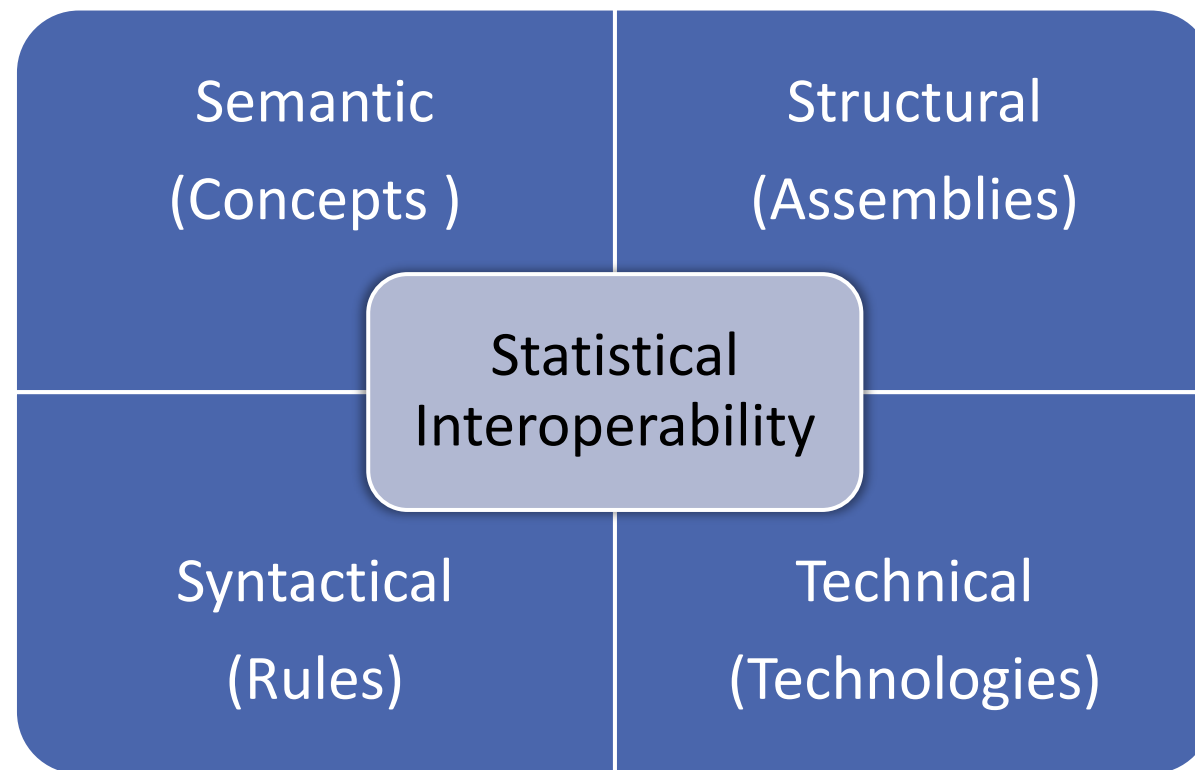 Semantic
(Concepts )
Structural
(Assemblies)
Statistical
Interoperability
Syntactical
(Rules)
Technical
(Technologies)